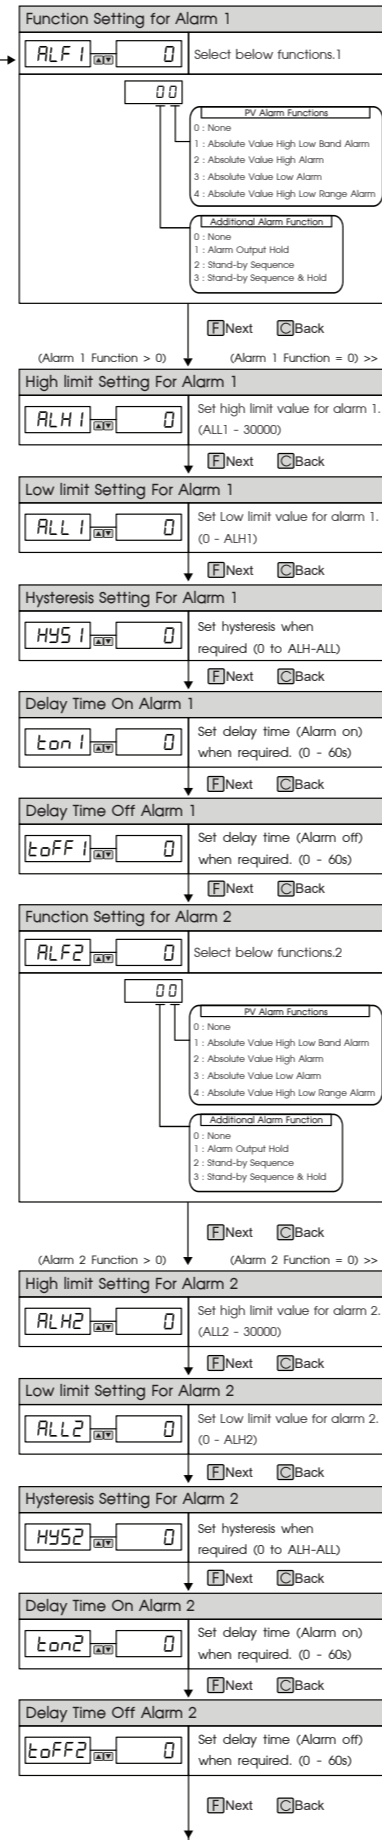 Function Setting for Alarm 1
ALF1 0 Select below functions.1
00
PV Alarm Functions
0 : None
1 : Absolute Value High Low Band Alarm
2 : Absolute Value High Alarm
3 : Absolute Value Low Alarm
4 : Absolute Value High Low Range Alarm
Additional Alarm Function
0 : None
1 : Alarm Output Hold
2 : Stand-by Sequence
3 : Stand-by Sequence & Hold
F Next C Back
(Alarm 1 Function > 0) (Alarm 1 Function = 0) >>
High limit Setting For Alarm 1
ALH1 0 Set high limit value for alarm 1.
(ALL1 - 30000)
F Next C Back
Low limit Setting For Alarm 1
ALL1 0 Set Low limit value for alarm 1.
(0 - ALH1)
F Next C Back
Hysteresis Setting For Alarm 1
HYS1 0 Set hysteresis when
required (0 to ALH-ALL)
F Next C Back
Delay Time On Alarm 1
ton1 0 Set delay time (Alarm on)
when required. (0 - 60s)
F Next C Back
Delay Time Off Alarm 1
toFF1 0 Set delay time (Alarm off)
when required. (0 - 60s)
F Next C Back
Function Setting for Alarm 2
ALF2 0 Select below functions.2
00
PV Alarm Functions
0 : None
1 : Absolute Value High Low Band Alarm
2 : Absolute Value High Alarm
3 : Absolute Value Low Alarm
4 : Absolute Value High Low Range Alarm
Additional Alarm Function
0 : None
1 : Alarm Output Hold
2 : Stand-by Sequence
3 : Stand-by Sequence & Hold
F Next C Back
(Alarm 2 Function > 0) (Alarm 2 Function = 0) >>
High limit Setting For Alarm 2
ALH2 0 Set high limit value for alarm 2.
(ALL2 - 30000)
F Next C Back
Low limit Setting For Alarm 2
ALL2 0 Set Low limit value for alarm 2.
(0 - ALH2)
F Next C Back
Hysteresis Setting For Alarm 2
HYS2 0 Set hysteresis when
required (0 to ALH-ALL)
F Next C Back
Delay Time On Alarm 2
ton2 0 Set delay time (Alarm on)
when required. (0 - 60s)
F Next C Back
Delay Time Off Alarm 2
toFF2 0 Set delay time (Alarm off)
when required. (0 - 60s)
F Next C Back